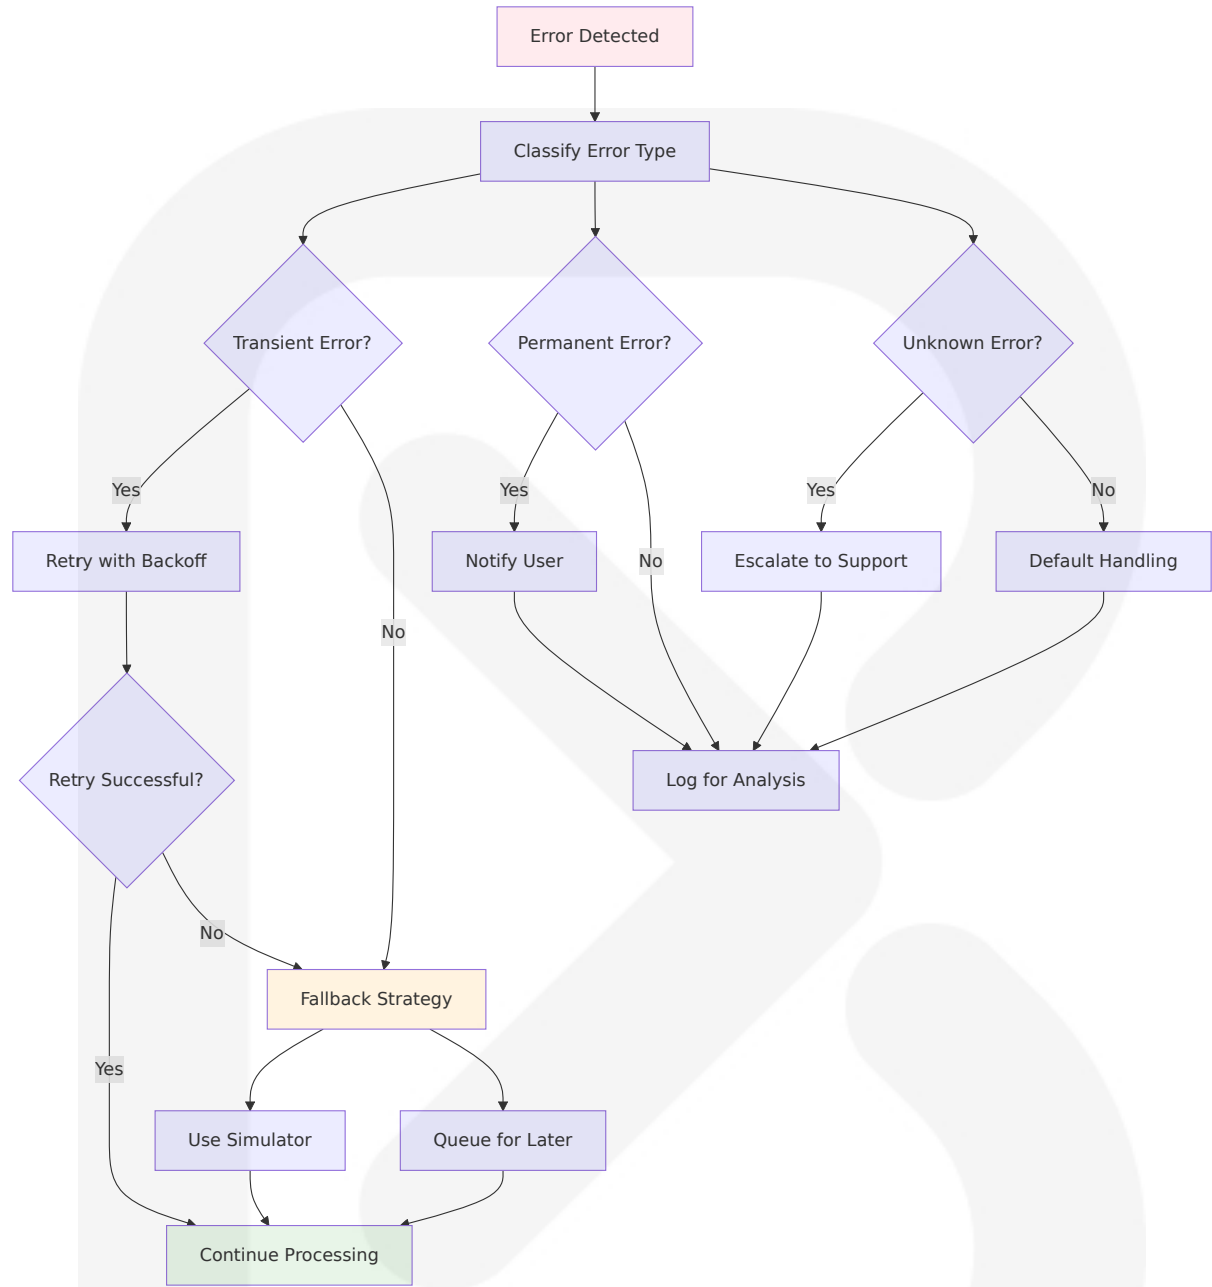 Error Detected
Classify Error Type
Transient Error?
Permanent Error?
Unknown Error?
Yes
Yes
Yes
No
Retry with Backoff
Notify User
No
Escalate to Support
Default Handling
No
Retry Successful?
Log for Analysis
No
Fallback Strategy
Yes
Use Simulator
Queue for Later
Continue Processing